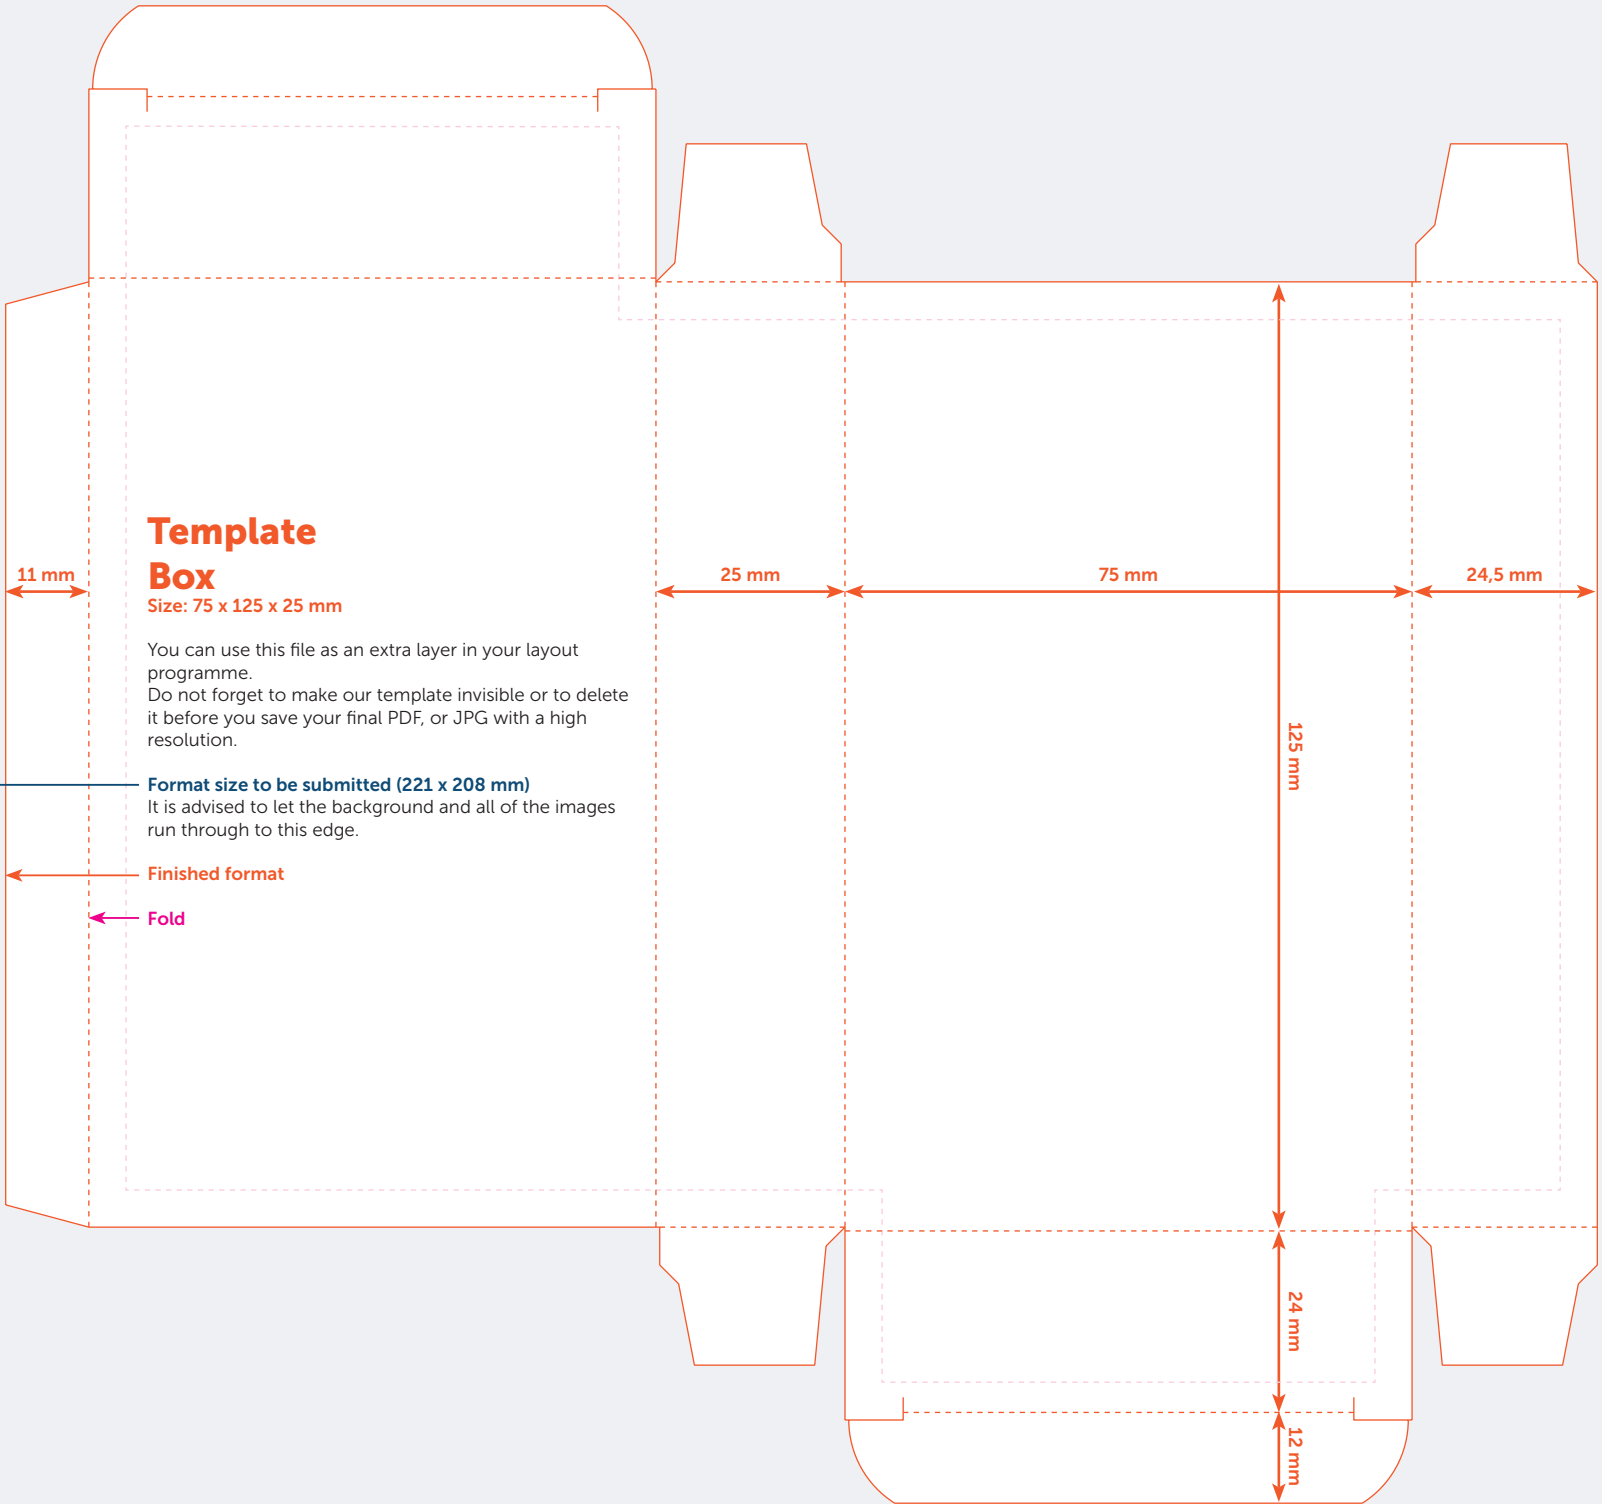 Template
Box
Size: 75 x 125 x 25 mm
You can use this file as an extra layer in your layout
programme.
Do not forget to make our template invisible or to delete
it before you save your final PDF, or JPG with a high
resolution.
Format size to be submitted (221 x 208 mm)
It is advised to let the background and all of the images
run through to this edge.
Finished format
Fold
11 mm
25 mm
75 mm
24,5 mm
125 mm
24 mm
12 mm